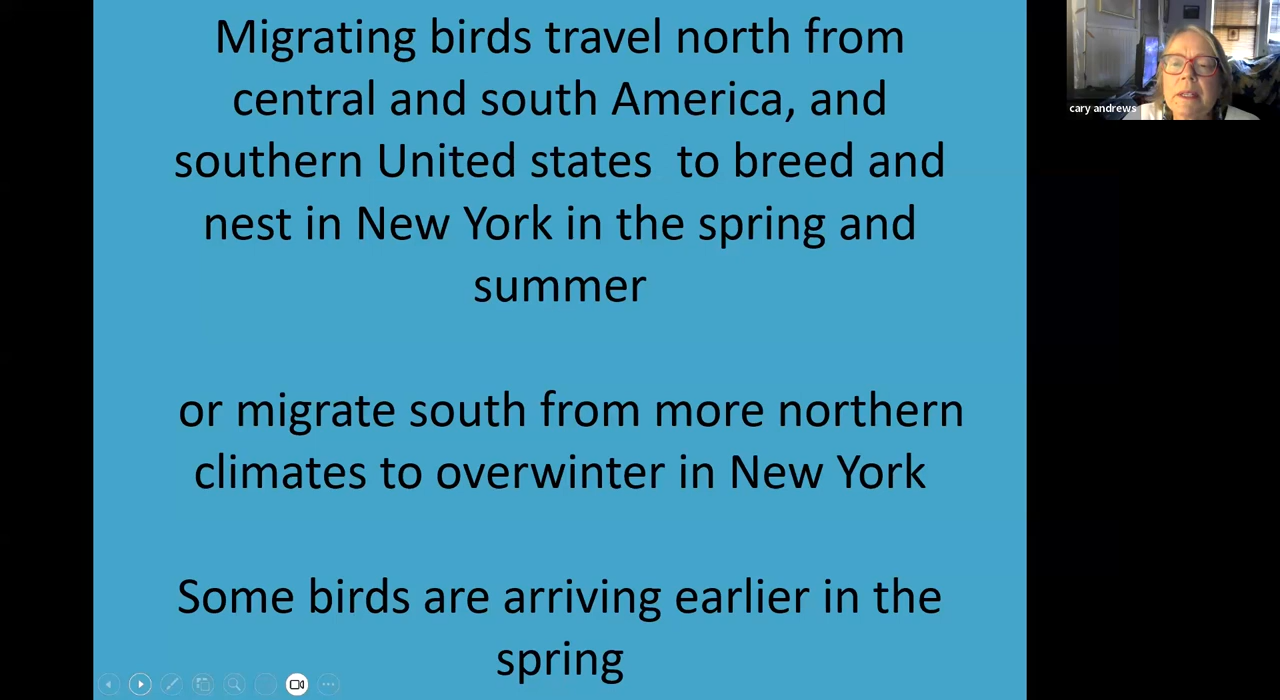 Migrating birds travel north from
central and south America, and
southern United states  to breed and
nest in New York in the spring and
summer
or migrate south from more northern
climates to overwinter in New York
Some birds are arriving earlier in the
spring
cary andrews